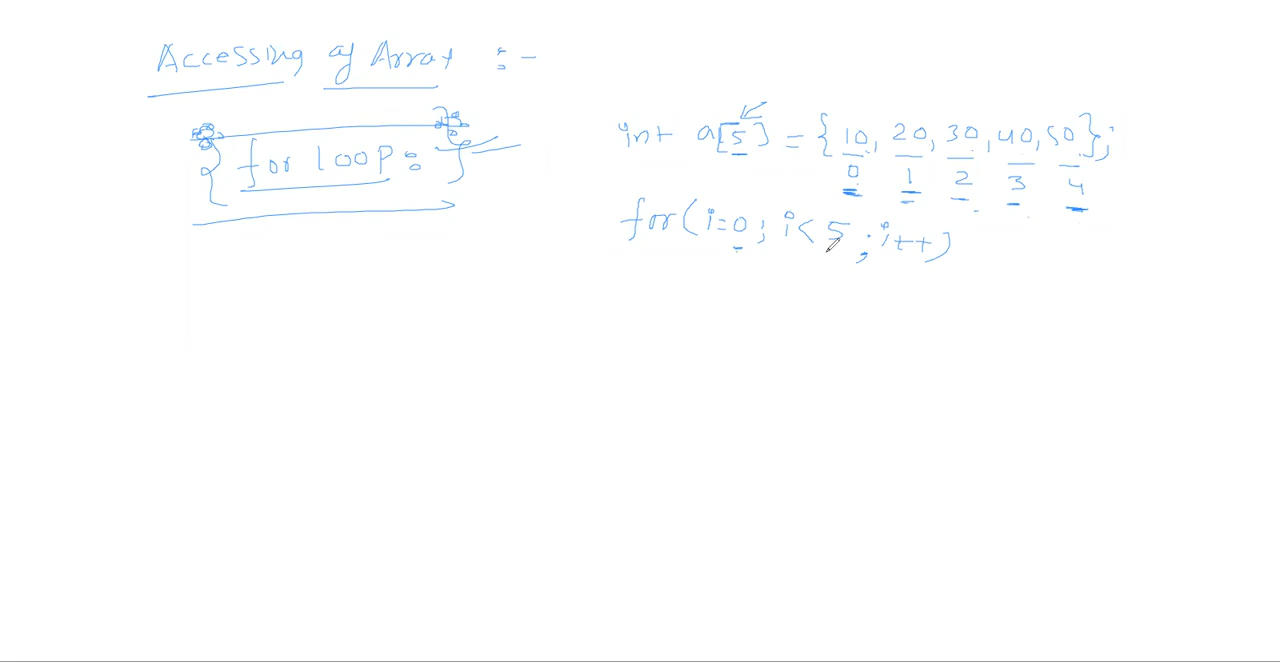 Accessing of Array :-
{ for loop : }
int a[5] = {10, 20, 30, 40, 50};
0 1 2 3 4
for(i=0; i<5; i++)